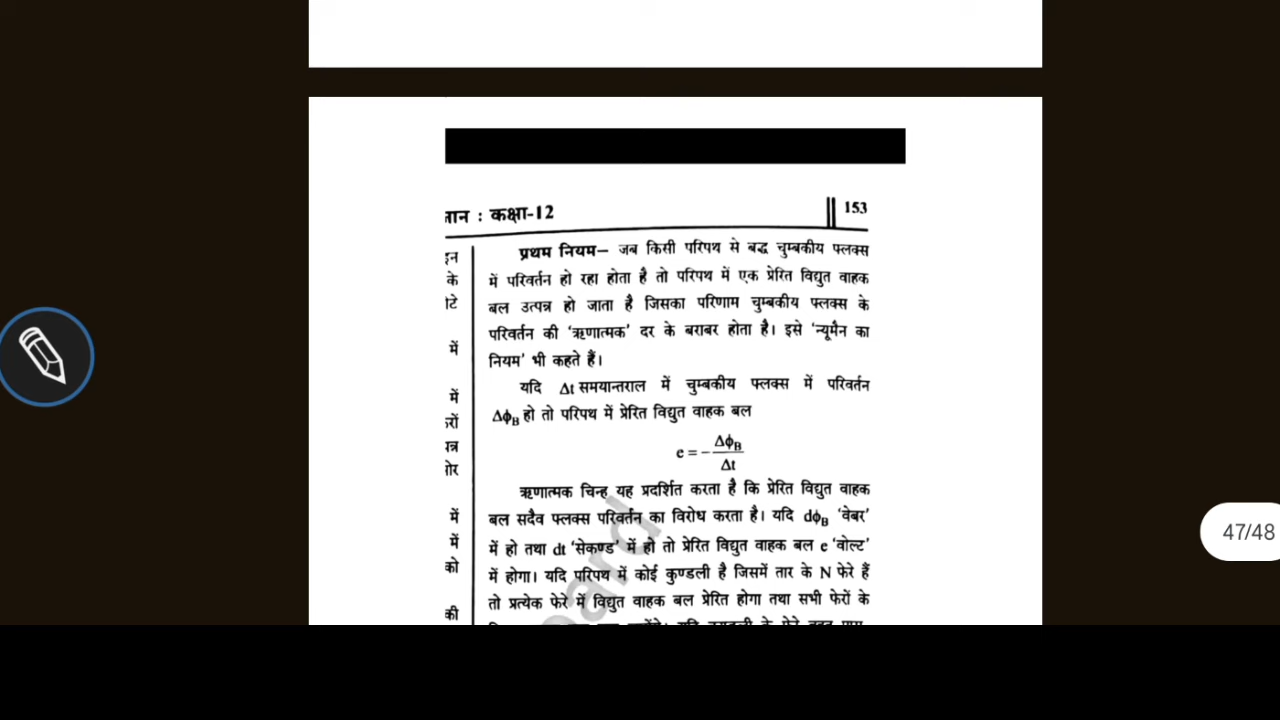 ान : कक्षा-12
153
इन
के
ोटे
में
में
रों
न्न
ोर
में
में
को
की
प्रथम नियम– जब किसी परिपथ से बद्ध चुम्बकीय फ्लक्स
में परिवर्तन हो रहा होता है तो परिपथ में एक प्रेरित विद्युत वाहक
बल उत्पन्न हो जाता है जिसका परिणाम चुम्बकीय फ्लक्स के
परिवर्तन की ‘ऋणात्मक’ दर के बराबर होता है। इसे ‘न्यूमैन का
नियम’ भी कहते हैं।
यदि Δt समयान्तराल में चुम्बकीय फ्लक्स में परिवर्तन
Δϕ_B हो तो परिपथ में प्रेरित विद्युत वाहक बल
e = – Δϕ_B / Δt
ऋणात्मक चिन्ह यह प्रदर्शित करता है कि प्रेरित विद्युत वाहक
बल सदैव फ्लक्स परिवर्तन का विरोध करता है। यदि dϕ_B ‘वेबर’
में हो तथा dt ‘सेकण्ड’ में हो तो प्रेरित विद्युत वाहक बल e ‘वोल्ट’
में होगा। यदि परिपथ में कोई कुण्डली है जिसमें तार के N फेरे हैं
तो प्रत्येक फेरे में विद्युत वाहक बल प्रेरित होगा तथा सभी फेरों के
ard
47/48